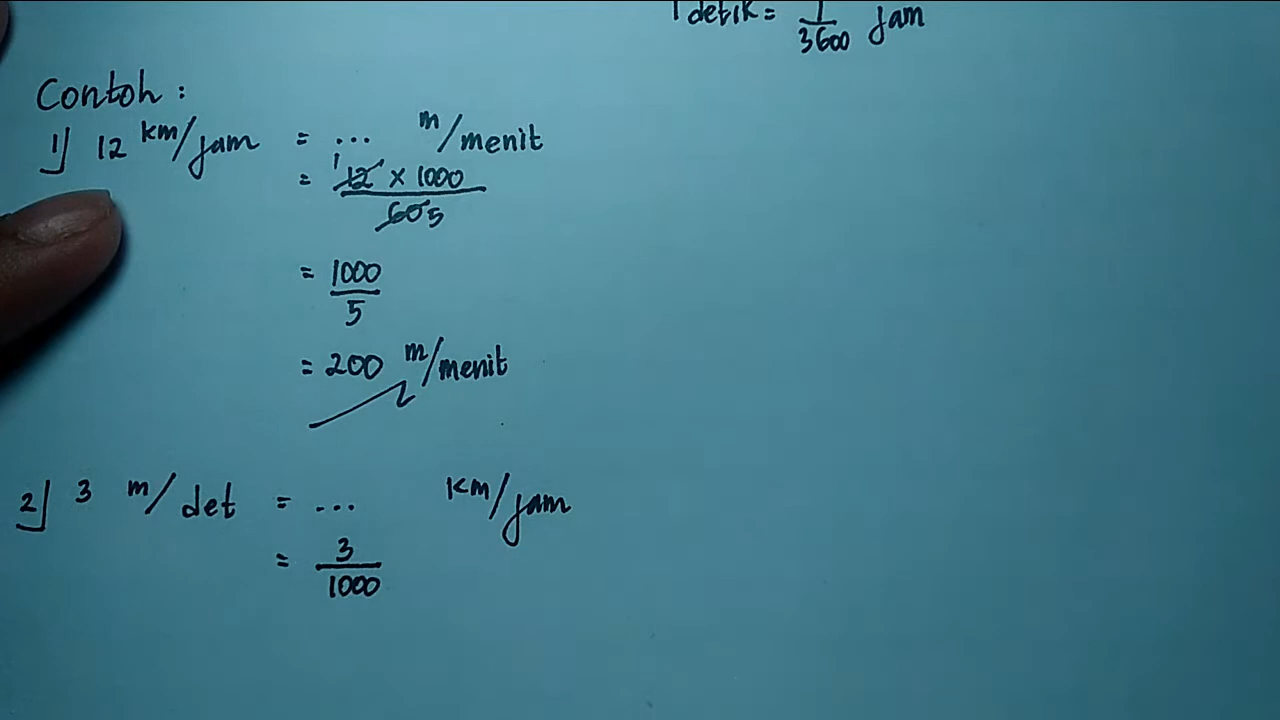 1 detik = 1/3600 jam
Contoh :
1) 12 km/jam = ... m/menit
= 12 1 × 1000 / 60 5
= 1000/5
= 200 m/menit
2) 3 m/det = ... km/jam
= 3/1000